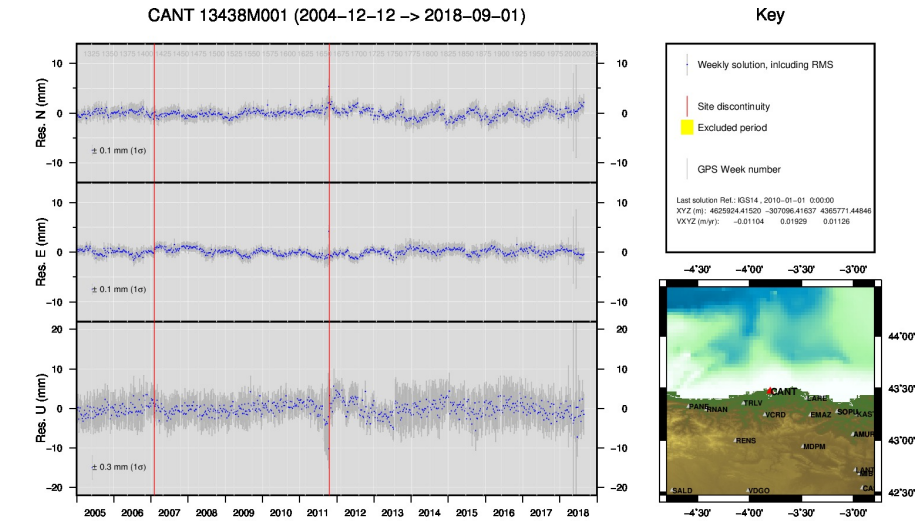 CANT 13438M001 (2004−12−12 −> 2018−09−01)
Key
Res. N (mm)
10
0
−10
10
0
−10
± 0.1 mm (1σ)
Res. E (mm)
10
0
−10
10
0
−10
± 0.1 mm (1σ)
Res. U (mm)
20
10
0
−10
−20
20
10
0
−10
−20
± 0.3 mm (1σ)
2005 2006 2007 2008 2009 2010 2011 2012 2013 2014 2015 2016 2017 2018
Weekly solution, inlcuding RMS
Site discontinuity
Excluded period
GPS Week number
Last solution Ref.: IGS14 , 2010−01−01 0:00:00
XYZ (m): 4625924.41520 −307096.41637 4365771.44846
VXYZ (m/yr): −0.01104 0.01929 0.01126
−4˚30' −4˚00' −3˚30' −3˚00'
44˚00'
43˚30'
43˚00'
42˚30'
CANT
LARE
PANE
RNAN
TRLV
VCRD
EMAZ
SOPU
KAS
AMUR
RENS
MDPM
SALD
VDGO
CA
−4˚30' −4˚00' −3˚30' −3˚00'